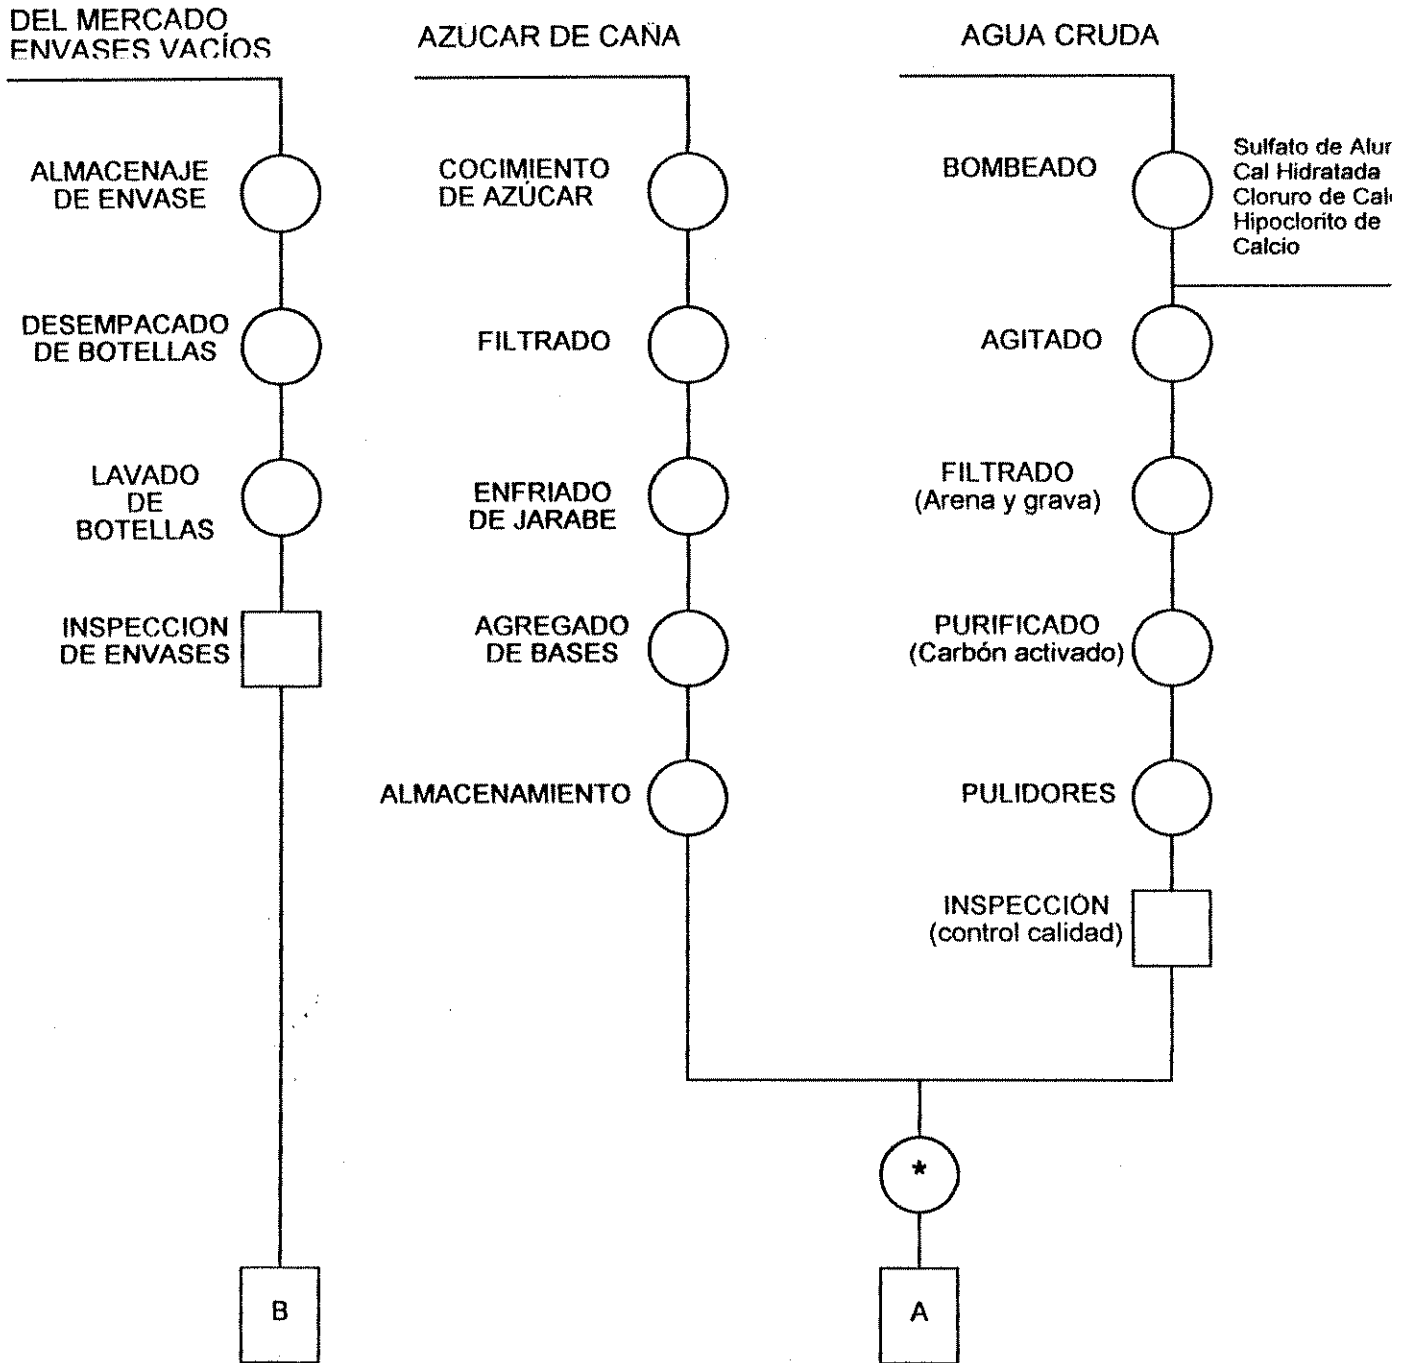 DEL MERCADO
ENVASES VACÍOS
ALMACENAJE
DE ENVASE
DESEMPACADO
DE BOTELLAS
LAVADO
DE
BOTELLAS
INSPECCION
DE ENVASES
B
AZUCAR DE CAÑA
COCIMIENTO
DE AZÚCAR
FILTRADO
ENFRIADO
DE JARABE
AGREGADO
DE BASES
ALMACENAMIENTO
AGUA CRUDA
BOMBEADO
Sulfato de
Cal Hidratada
Cloruro de
Hipoclorito de
Calcio
AGITADO
FILTRADO
(Arena y grava)
PURIFICADO
(Carbón activado)
PULIDORES
INSPECCIÓN
(control calidad)
*
A